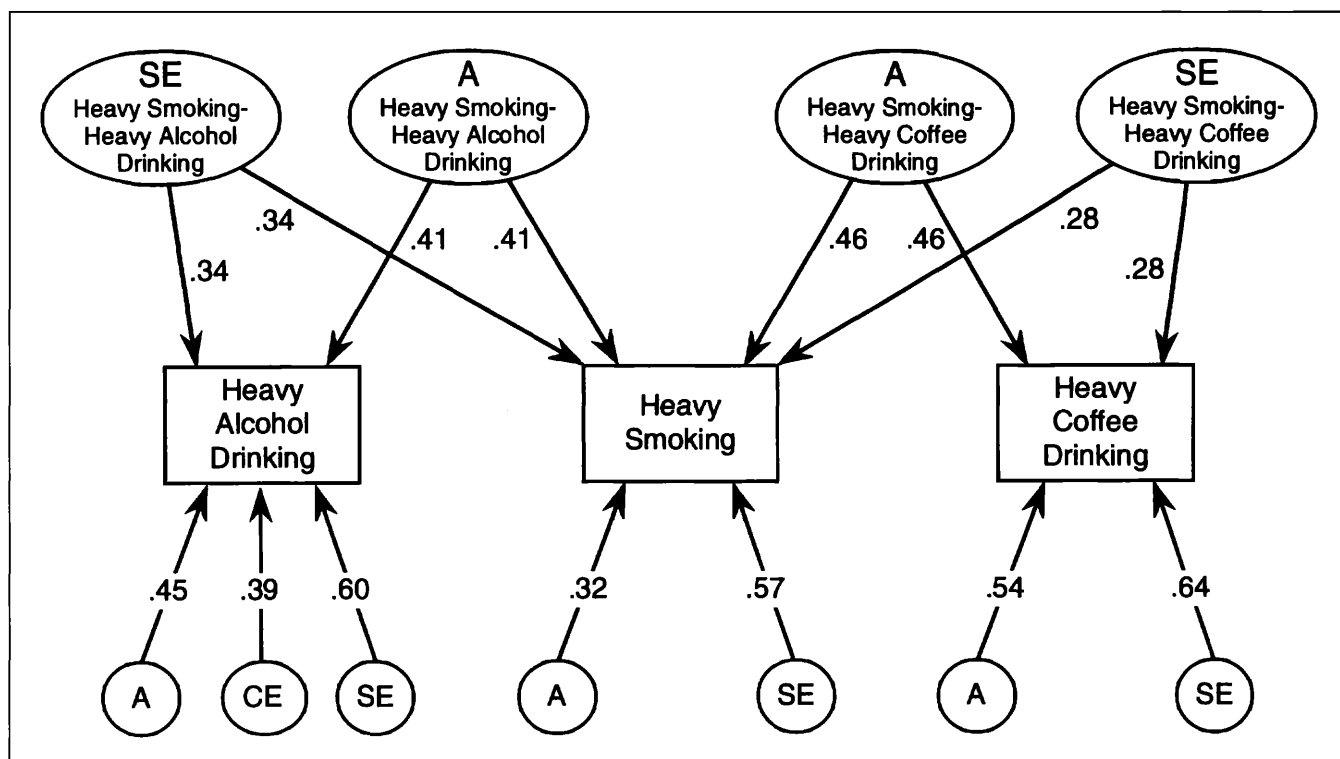 SE
Heavy Smoking-
Heavy Alcohol
Drinking
A
Heavy Smoking-
Heavy Alcohol
Drinking
A
Heavy Smoking-
Heavy Coffee
Drinking
SE
Heavy Smoking-
Heavy Coffee
Drinking
.34
.34
.41
.41
.46
.46
.28
.28
Heavy
Alcohol
Drinking
Heavy
Smoking
Heavy
Coffee
Drinking
.45
.39
.60
.32
.57
.54
.64
A
CE
SE
A
SE
A
SE